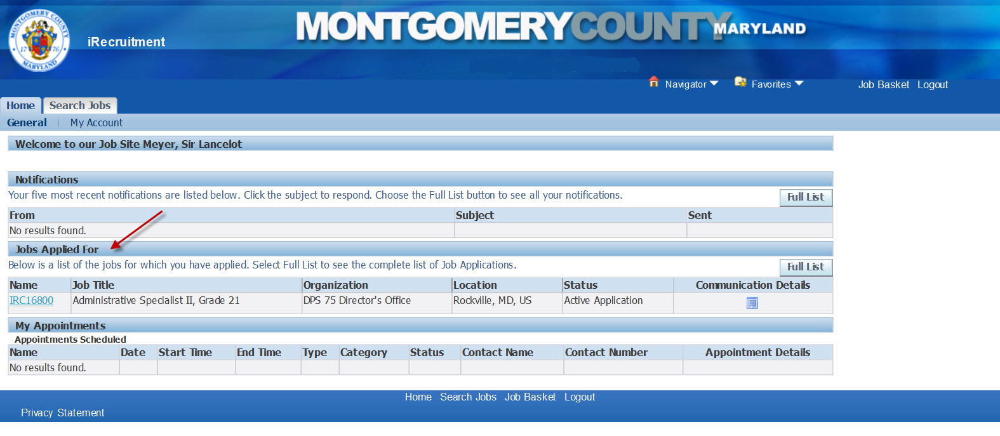 MONTGOMERY COUNTY
17 76
MARYLAND
iRecruitment
MONTGOMERYCOUNTY MARYLAND
Navigator Favorites Job Basket Logout
Home Search Jobs
General | My Account
Welcome to our Job Site Meyer, Sir Lancelot
Notifications
Your five most recent notifications are listed below. Click the subject to respond. Choose the Full List button to see all your notifications.
Full List
From Subject Sent
No results found.
Jobs Applied For
Below is a list of the jobs for which you have applied. Select Full List to see the complete list of Job Applications.
Full List
Name Job Title Organization Location Status Communication Details
IRC16800 Administrative Specialist II, Grade 21 DPS 75 Director's Office Rockville, MD, US Active Application
My Appointments
Appointments Scheduled
Name Date Start Time End Time Type Category Status Contact Name Contact Number Appointment Details
No results found.
Home Search Jobs Job Basket Logout
Privacy Statement